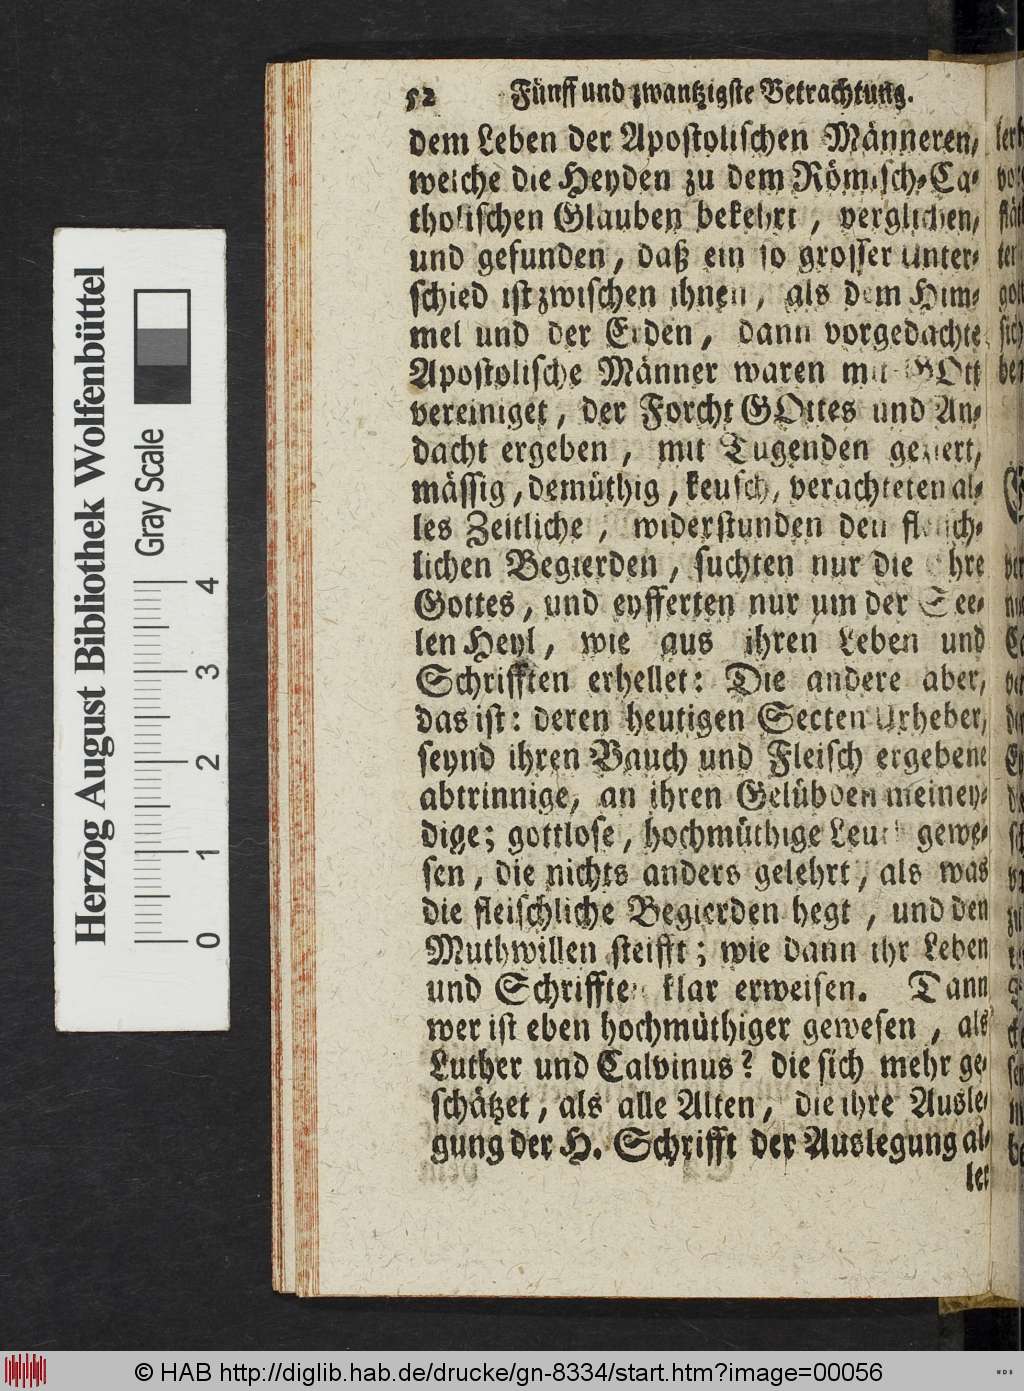 52 Fünff und zwantzigste Betrachtung.
dem Leben der Apostolischen Männeren,
welche die Heyden zu dem Römisch-Ca-
tholischen Glauben bekehrt, verglichen,
und gefunden, daß ein so grosser Unter-
schied ist zwischen ihnen, als dem Him-
mel und der Erden, dann vorgedachte
Apostolische Männer waren mit GOtt
vereiniget, der Forcht GOttes und An-
dacht ergeben, mit Tugenden geziert,
mässig, demüthig, keusch, verachteten al-
les Zeitliche, widerstunden den fleisch-
lichen Begierden, suchten nur die Ehre
Gottes, und eyfferten nur um der See-
len Heyl, wie aus ihren Leben und
Schrifften erhellet: Die andere aber,
das ist: deren heutigen Secten Urheber,
seynd ihren Bauch und Fleisch ergebene
abtrinnige, an ihren Gelübden meiney-
dige; gottlose, hochmüthige Leut gewe-
sen, die nichts anders gelehrt, als was
die fleischliche Begierden hegt, und den
Muthwillen steifft; wie dann ihr Leben
und Schrifften klar erweisen. Dann
wer ist eben hochmüthiger gewesen, als
Luther und Calvinus? die sich mehr ge-
schätzet, als alle Alten, die ihre Ausle-
gung der H. Schrifft der Auslegung al-
ler
Herzog August Bibliothek Wolfenbüttel
Gray Scale
0 1 2 3 4
© HAB http://diglib.hab.de/drucke/gn-8334/start.htm?image=00056